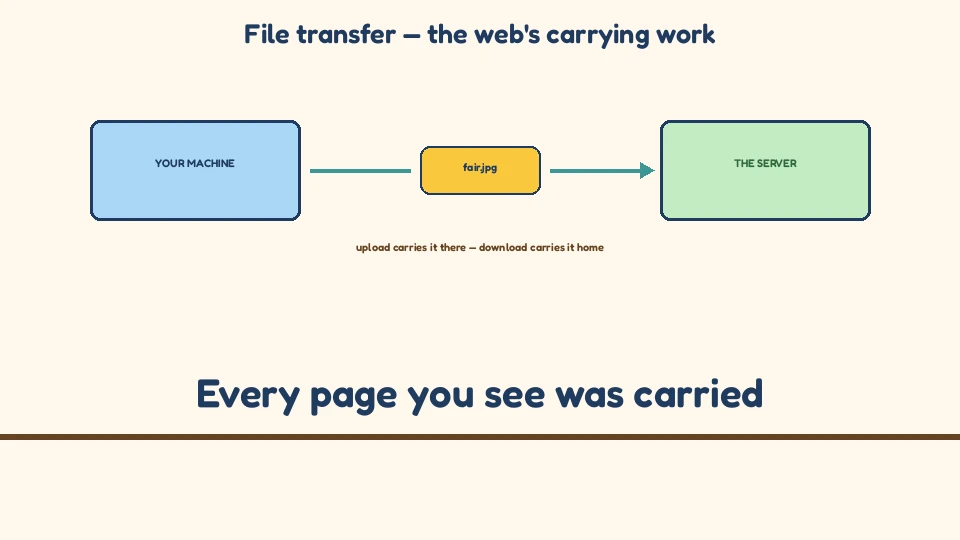 File transfer — the web's carrying work
YOUR MACHINE
fair.jpg
THE SERVER
upload carries it there — download carries it home
Every page you see was carried